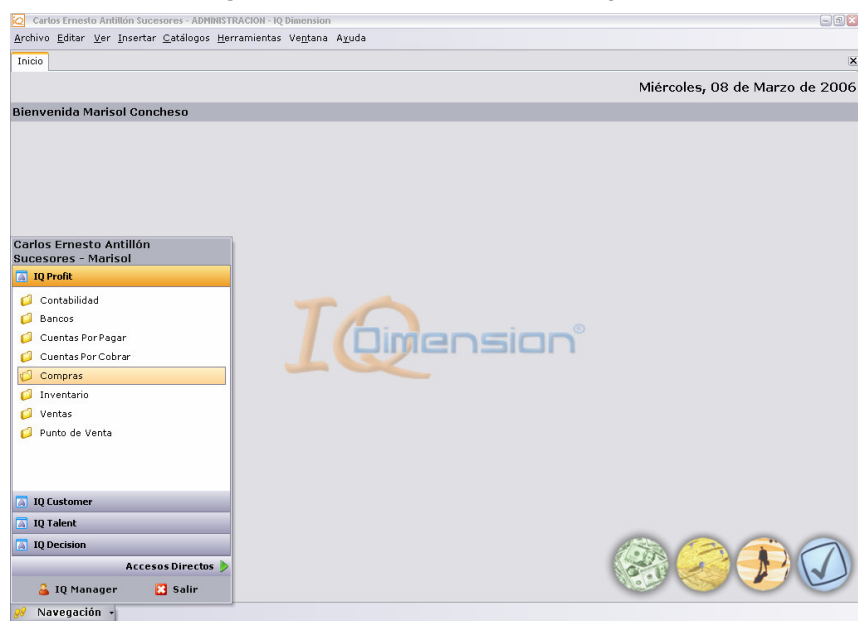 Carlos Ernesto Antillón Sucesores - ADMINISTRACION - IQ Dimension
Archivo Editar Ver Insertar Catálogos Herramientas Ventana Ayuda
Inicio
Miércoles, 08 de Marzo de 2006
Bienvenida Marisol Concheso
Carlos Ernesto Antillón
Sucesores - Marisol
IQ Profit
Contabilidad
Bancos
Cuentas Por Pagar
Cuentas Por Cobrar
Compras
Inventario
Ventas
Punto de Venta
IQ Dimension®
IQ Customer
IQ Talent
IQ Decision
Accesos Directos
IQ Manager Salir
Navegación